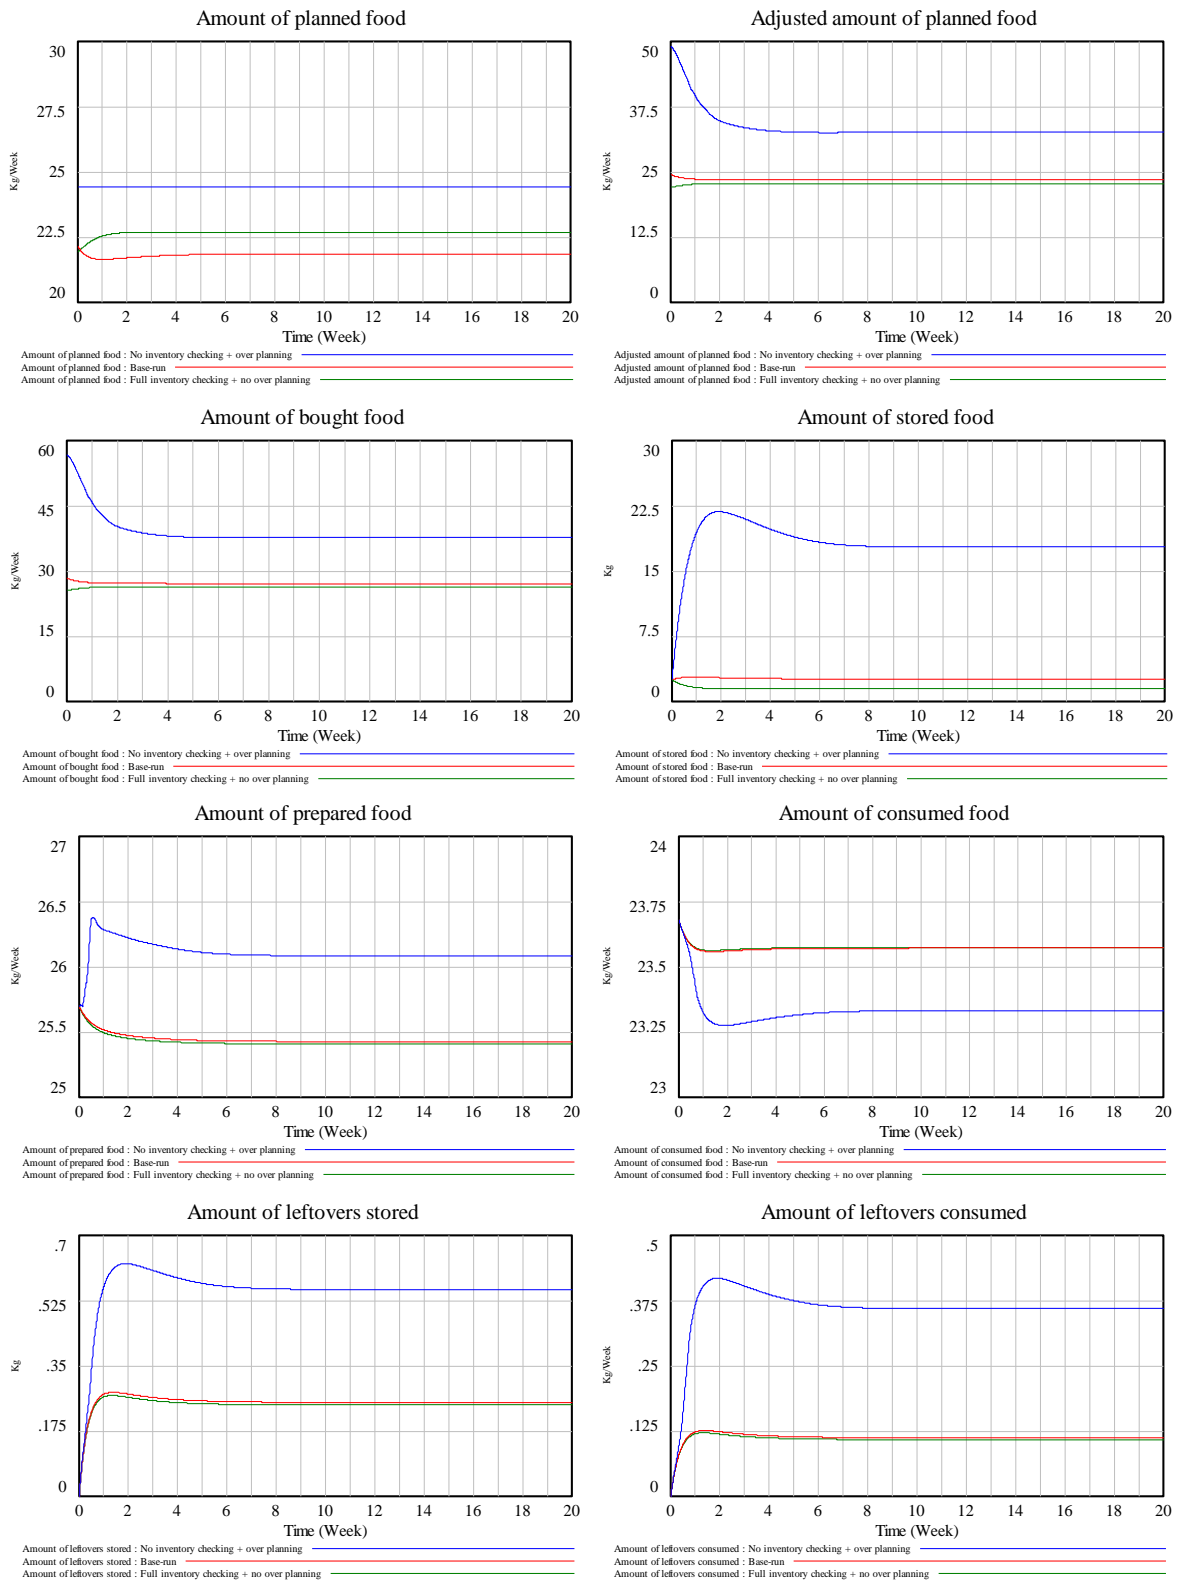 Amount of planned food
30
27.5
25
22.5
20
Kg/Week
0 2 4 6 8 10 12 14 16 18 20
Time (Week)
Amount of planned food : No inventory checking + over planning
Amount of planned food : Base-run
Amount of planned food : Full inventory checking + no over planning
Adjusted amount of planned food
50
37.5
25
12.5
0
Kg/Week
0 2 4 6 8 10 12 14 16 18 20
Time (Week)
Adjusted amount of planned food : No inventory checking + over planning
Adjusted amount of planned food : Base-run
Adjusted amount of planned food : Full inventory checking + no over planning
Amount of bought food
60
45
30
15
0
Kg/Week
0 2 4 6 8 10 12 14 16 18 20
Time (Week)
Amount of bought food : No inventory checking + over planning
Amount of bought food : Base-run
Amount of bought food : Full inventory checking + no over planning
Amount of stored food
30
22.5
15
7.5
0
Kg
0 2 4 6 8 10 12 14 16 18 20
Time (Week)
Amount of stored food : No inventory checking + over planning
Amount of stored food : Base-run
Amount of stored food : Full inventory checking + no over planning
Amount of prepared food
27
26.5
26
25.5
25
Kg/Week
0 2 4 6 8 10 12 14 16 18 20
Time (Week)
Amount of prepared food : No inventory checking + over planning
Amount of prepared food : Base-run
Amount of prepared food : Full inventory checking + no over planning
Amount of consumed food
24
23.75
23.5
23.25
23
Kg/Week
0 2 4 6 8 10 12 14 16 18 20
Time (Week)
Amount of consumed food : No inventory checking + over planning
Amount of consumed food : Base-run
Amount of consumed food : Full inventory checking + no over planning
Amount of leftovers stored
.7
.525
.35
.175
0
Kg
0 2 4 6 8 10 12 14 16 18 20
Time (Week)
Amount of leftovers stored : No inventory checking + over planning
Amount of leftovers stored : Base-run
Amount of leftovers stored : Full inventory checking + no over planning
Amount of leftovers consumed
.5
.375
.25
.125
0
Kg/Week
0 2 4 6 8 10 12 14 16 18 20
Time (Week)
Amount of leftovers consumed : No inventory checking + over planning
Amount of leftovers consumed : Base-run
Amount of leftovers consumed : Full inventory checking + no over planning